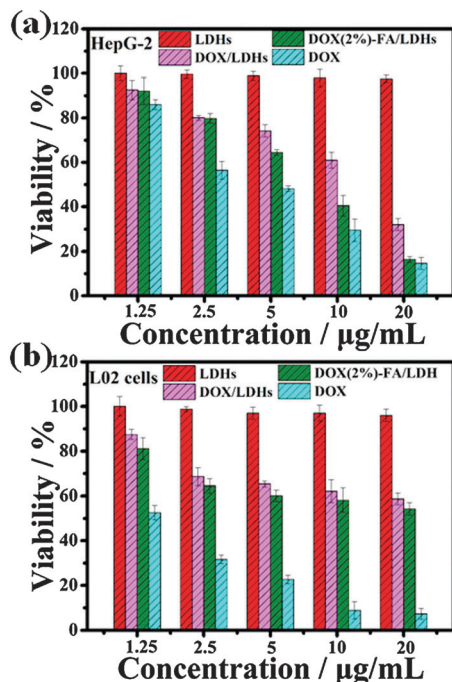 (a)
HepG-2
LDHs
DOX(2%)-FA/LDHs
DOX/LDHs
DOX
Viability / %
120
100
80
60
40
20
0
1.25 2.5 5 10 20
Concentration / μg/mL
(b)
L02 cells
LDHs
DOX(2%)-FA/LDH
DOX/LDHs
DOX
Viability / %
120
100
80
60
40
20
0
1.25 2.5 5 10 20
Concentration / μg/mL